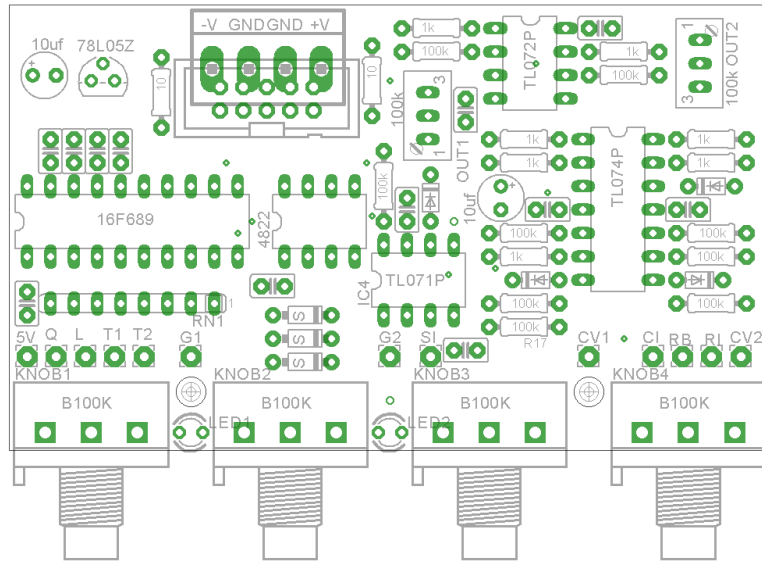 -V GNDGND +V
10uf
78L05Z
10
10
1k
100k
TL072P
1k
100k
1
3
100k OUT2
100k
3
1
OUT1
1k
1k
TL074P
1k
1k
100k
10uf
16F689
4822
100k
1k
100k
100k
IC4
TL071P
100k
100k
R17
100k
1
RN1
S
S
S
5V Q L T1 T2 G1 G2 SI CV1 CI RB RI CV2
KNOB1 KNOB2 KNOB3 KNOB4
B100K B100K B100K B100K
LED1 LED2